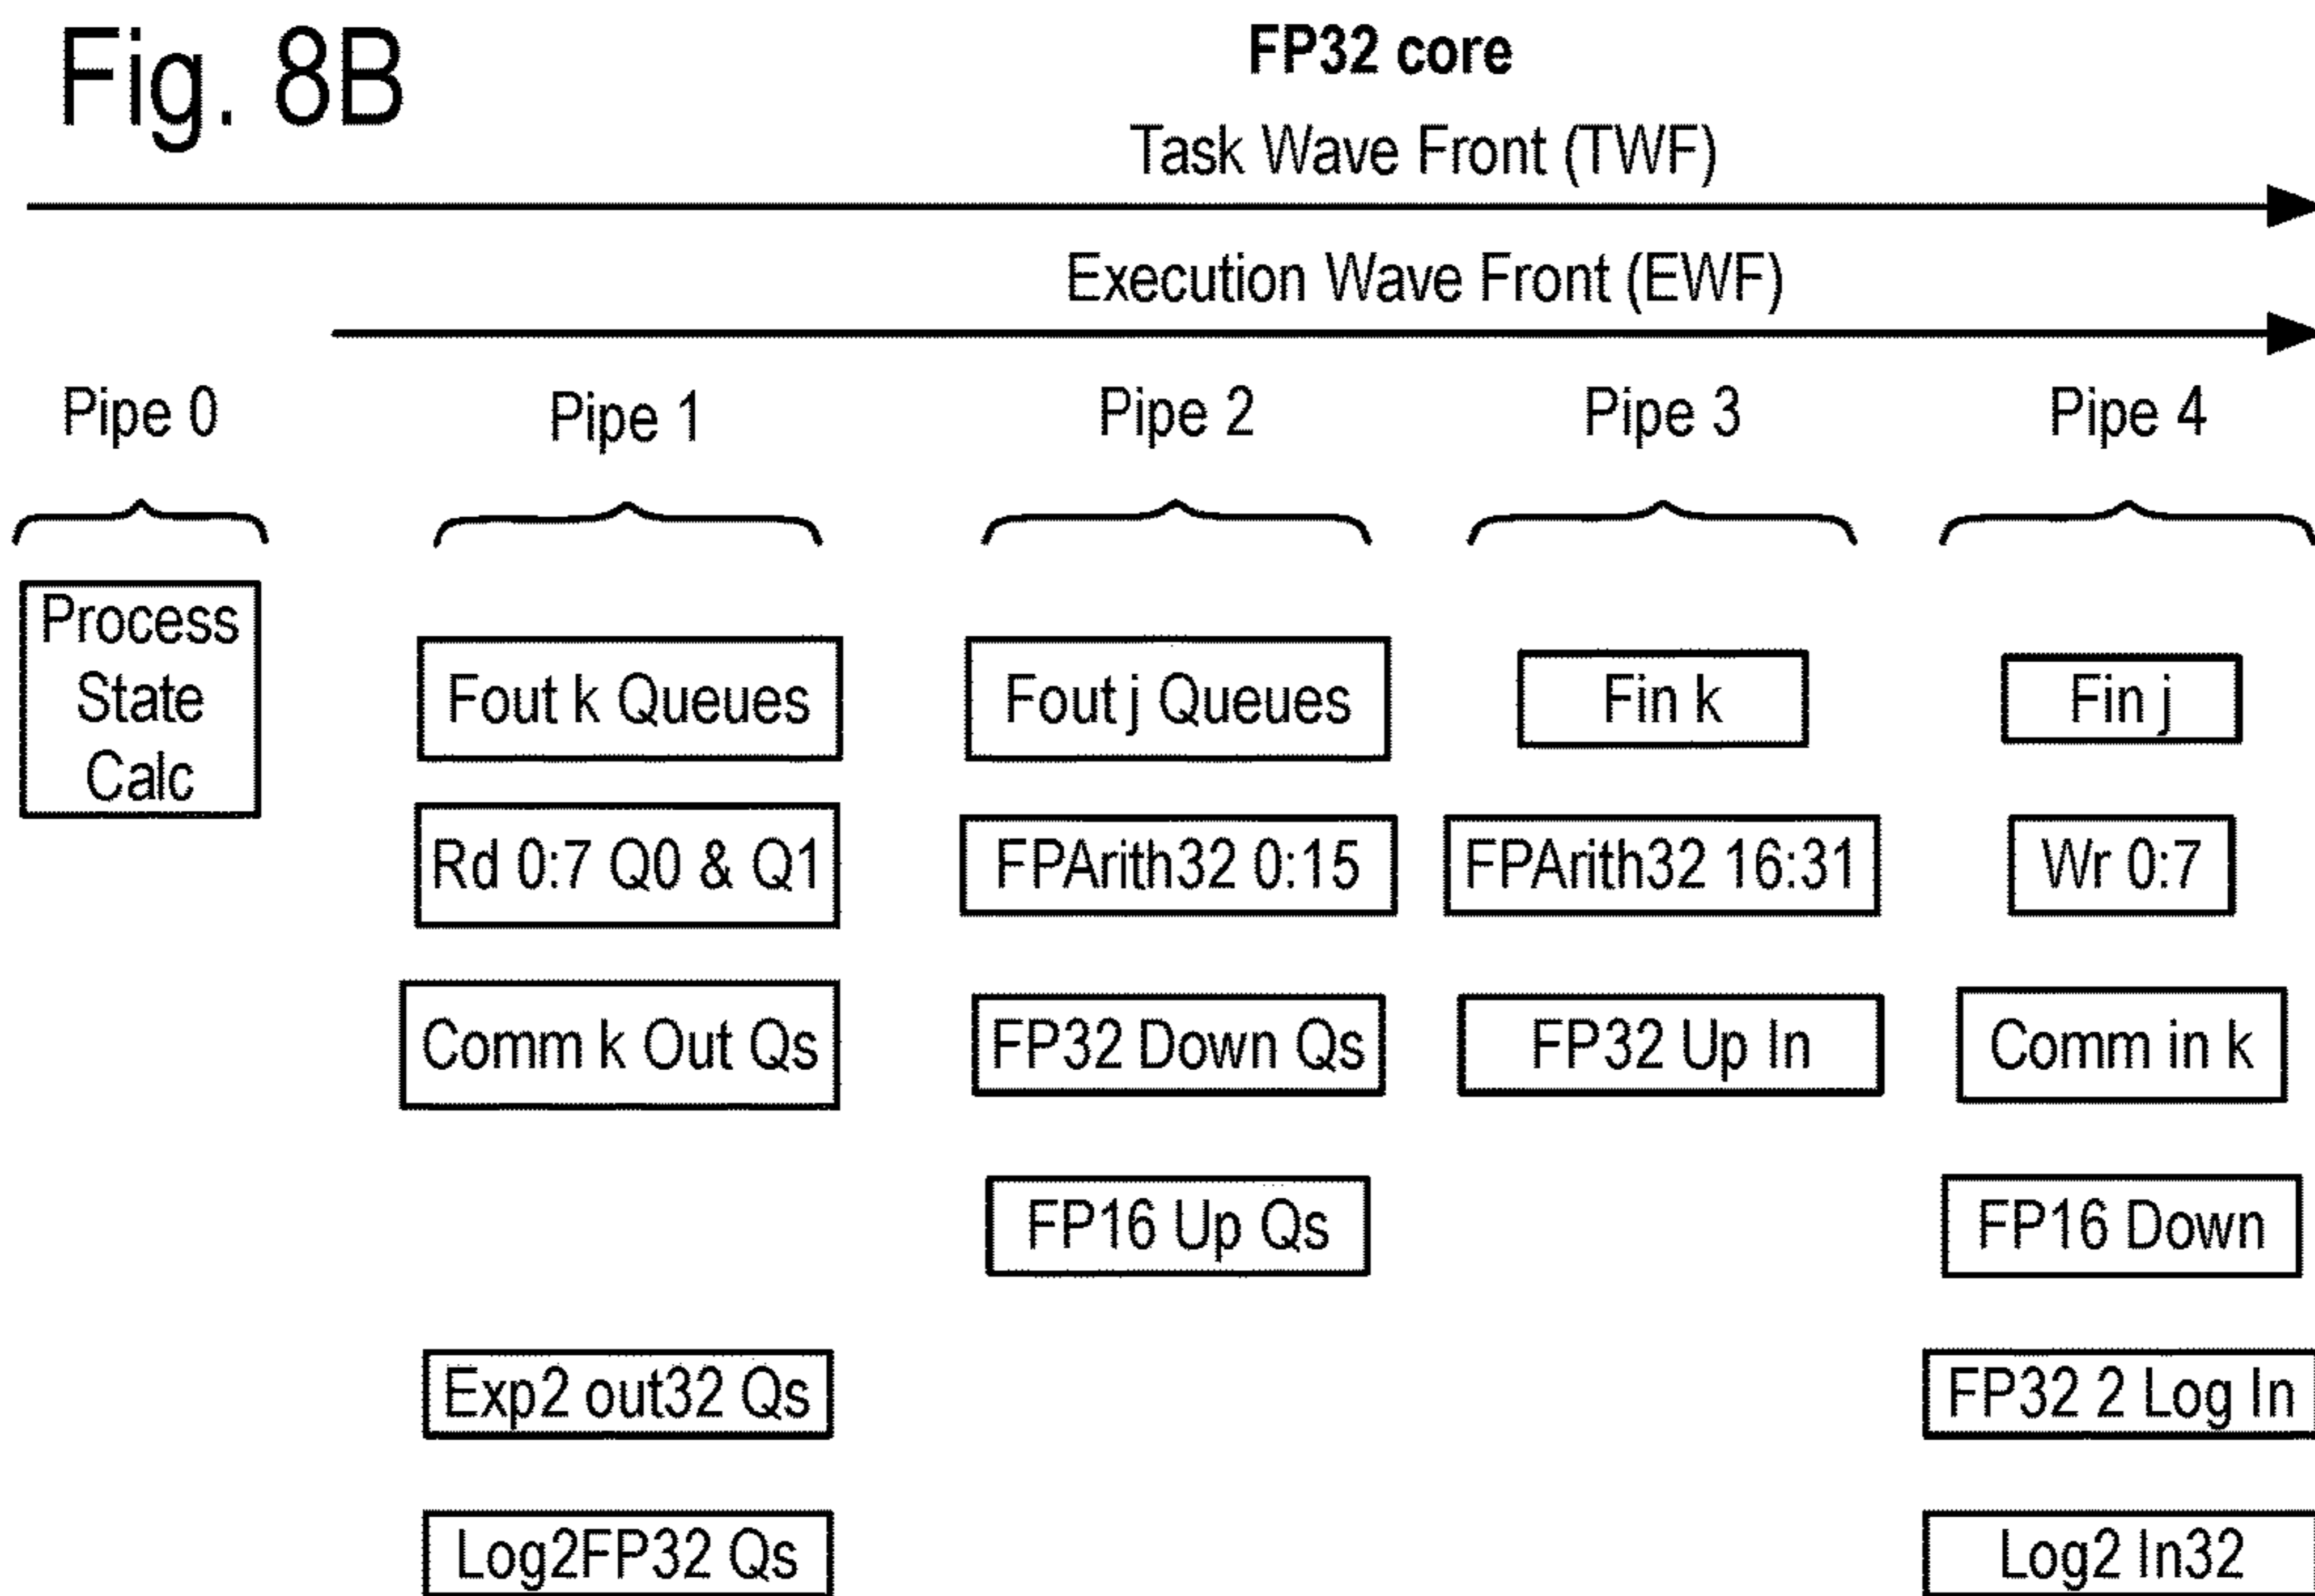 Fig. 8B
FP32 core
Task Wave Front (TWF)
Execution Wave Front (EWF)
Pipe 0
Pipe 1
Pipe 2
Pipe 3
Pipe 4
Process
State
Calc
Fout k Queues
Fout j Queues
Fin k
Fin j
Rd 0:7 Q0 & Q1
FPArith32 0:15
FPArith32 16:31
Wr 0:7
Comm k Out Qs
FP32 Down Qs
FP32 Up In
Comm in k
FP16 Up Qs
FP16 Down
Exp2 out32 Qs
FP32 2 Log In
Log2FP32 Qs
Log2 In32